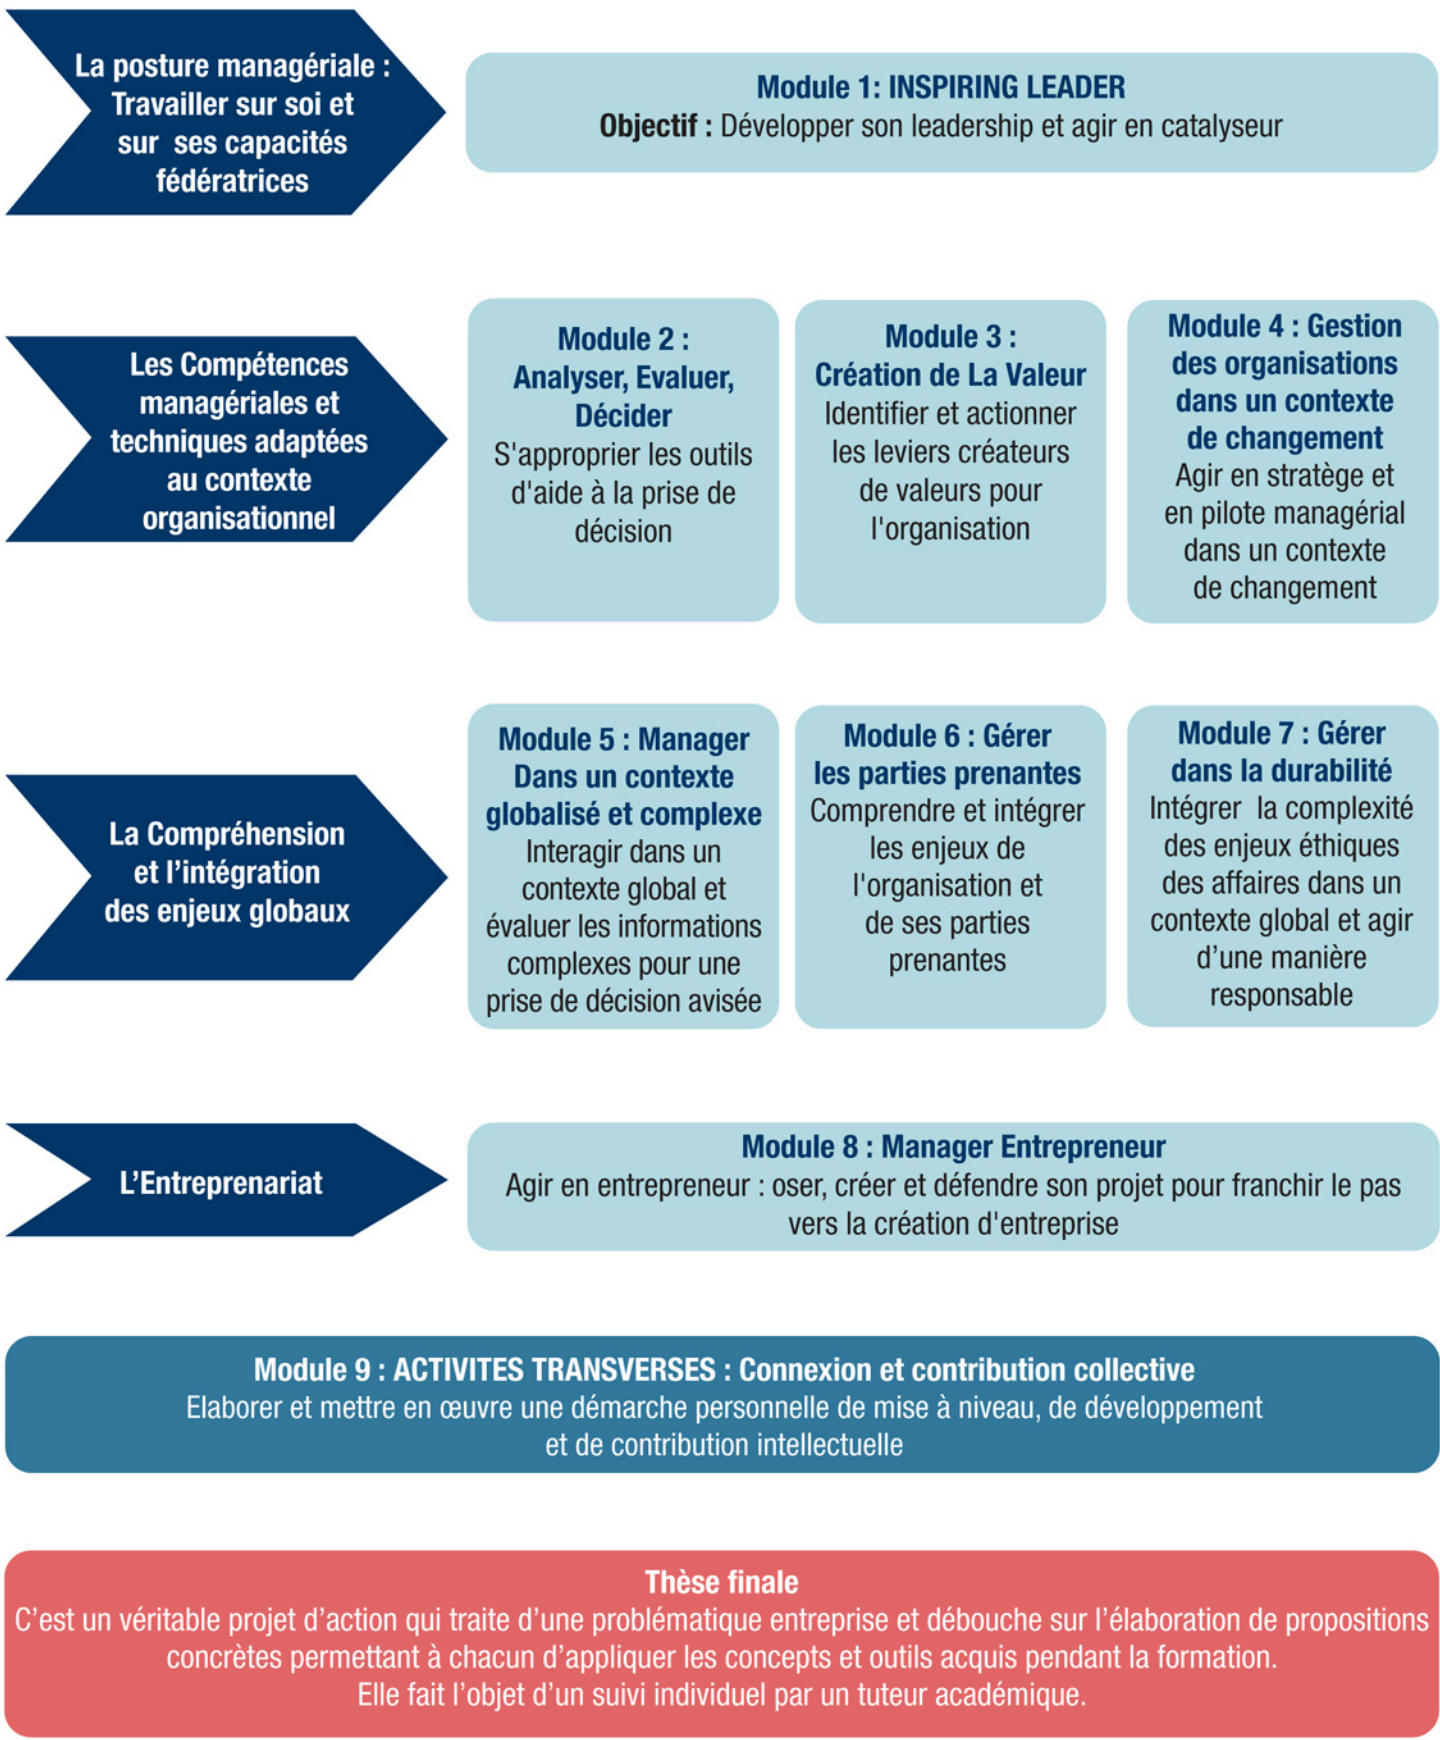 La posture managériale :
Travailler sur soi et
sur ses capacités
fédératrices
Module 1: INSPIRING LEADER
Objectif : Développer son leadership et agir en catalyseur
Les Compétences
managériales et
techniques adaptées
au contexte
organisationnel
Module 2 :
Analyser, Evaluer,
Décider
S'approprier les outils
d'aide à la prise de
décision
Module 3 :
Création de La Valeur
Identifier et actionner
les leviers créateurs
de valeurs pour
l'organisation
Module 4 : Gestion
des organisations
dans un contexte
de changement
Agir en stratège et
en pilote managérial
dans un contexte
de changement
La Compréhension
et l’intégration
des enjeux globaux
Module 5 : Manager
Dans un contexte
globalisé et complexe
Interagir dans un
contexte global et
évaluer les informations
complexes pour une
prise de décision avisée
Module 6 : Gérer
les parties prenantes
Comprendre et intégrer
les enjeux de
l'organisation et
de ses parties
prenantes
Module 7 : Gérer
dans la durabilité
Intégrer la complexité
des enjeux éthiques
des affaires dans un
contexte global et agir
d’une manière
responsable
L’Entreprenariat
Module 8 : Manager Entrepreneur
Agir en entrepreneur : oser, créer et défendre son projet pour franchir le pas
vers la création d'entreprise
Module 9 : ACTIVITES TRANSVERSES : Connexion et contribution collective
Elaborer et mettre en œuvre une démarche personnelle de mise à niveau, de développement
et de contribution intellectuelle
Thèse finale
C’est un véritable projet d’action qui traite d’une problématique entreprise et débouche sur l’élaboration de propositions
concrètes permettant à chacun d’appliquer les concepts et outils acquis pendant la formation.
Elle fait l’objet d’un suivi individuel par un tuteur académique.